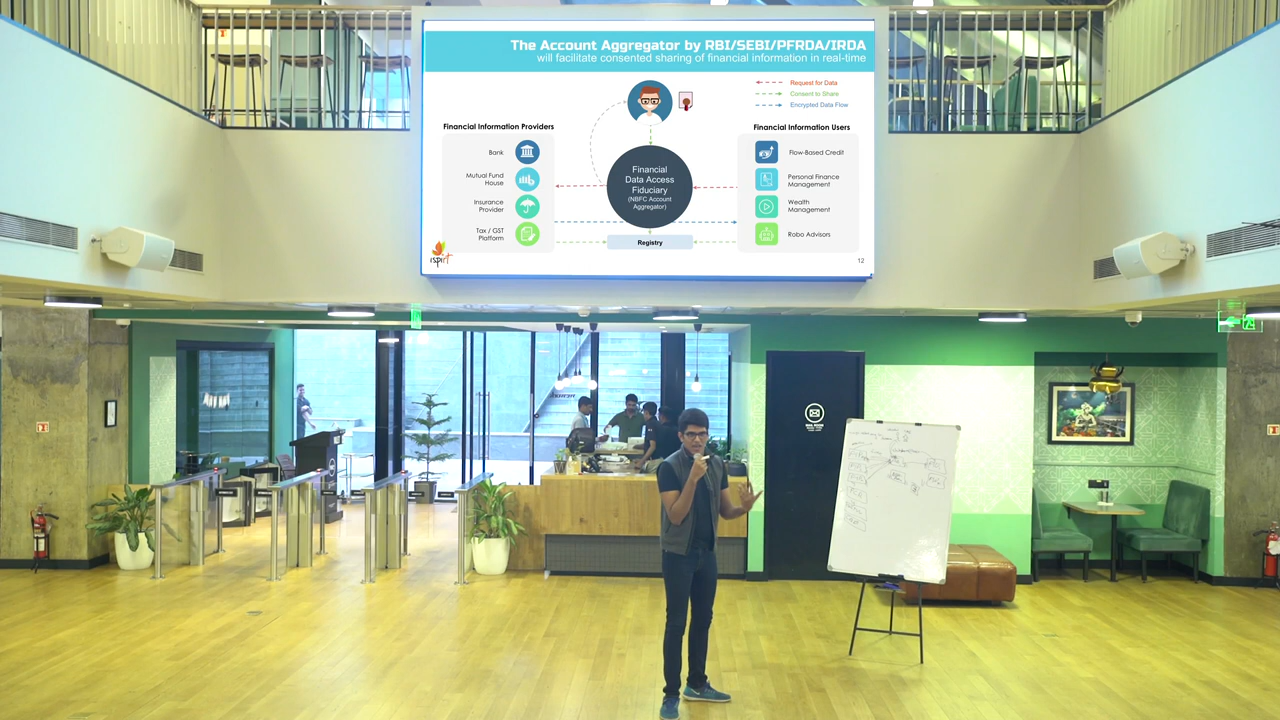 The Account Aggregator by RBI/SEBI/PFRDA/IRDA
will facilitate consented sharing of financial information in real-time
Request for Data
Consent to Share
Encrypted Data Flow
Financial Information Providers
Bank
Mutual Fund
House
Insurance
Provider
Tax / GST
Platform
Financial
Data Access
Fiduciary
(NBFC Account
Aggregator)
Registry
Financial Information Users
Flow-Based Credit
Personal Finance
Management
Wealth
Management
Robo Advisors
ispirt
12
MAIL ROOM